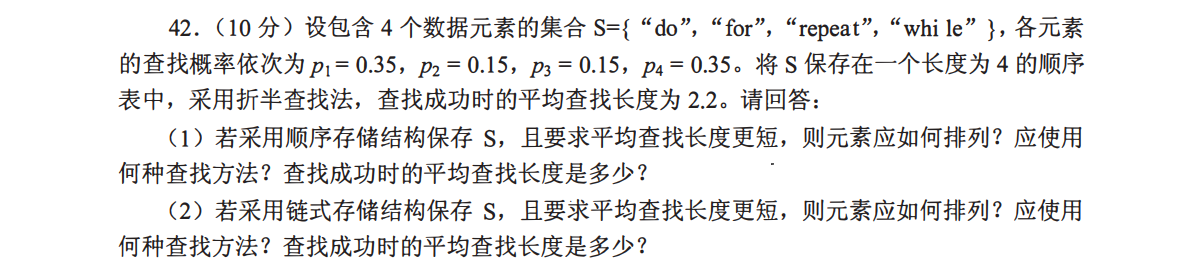 42.（10 分）设包含 4 个数据元素的集合 S={ “do”，“for”，“repeat”，“whi le” }，各元素
的查找概率依次为 p₁ = 0.35，p₂ = 0.15，p₃ = 0.15，p₄ = 0.35。将 S 保存在一个长度为 4 的顺序
表中，采用折半查找法，查找成功时的平均查找长度为 2.2。请回答：
（1）若采用顺序存储结构保存 S，且要求平均查找长度更短，则元素应如何排列？应使用
何种查找方法？查找成功时的平均查找长度是多少？
（2）若采用链式存储结构保存 S，且要求平均查找长度更短，则元素应如何排列？应使用
何种查找方法？查找成功时的平均查找长度是多少？